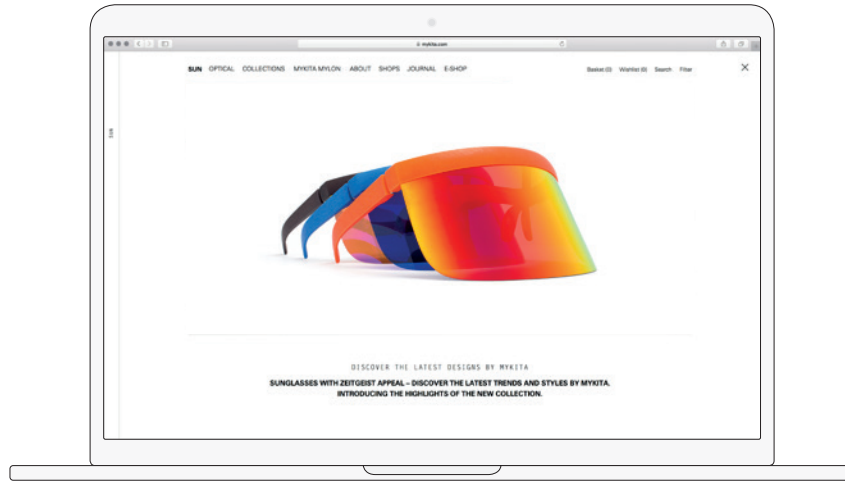 mykita.com
SUN OPTICAL COLLECTIONS MYKITA MYLON ABOUT SHOPS JOURNAL E-SHOP
Basket (0) Wishlist (0) Search Filter
SUN
DISCOVER THE LATEST DESIGNS BY MYKITA
SUNGLASSES WITH ZEITGEIST APPEAL – DISCOVER THE LATEST TRENDS AND STYLES BY MYKITA.
INTRODUCING THE HIGHLIGHTS OF THE NEW COLLECTION.